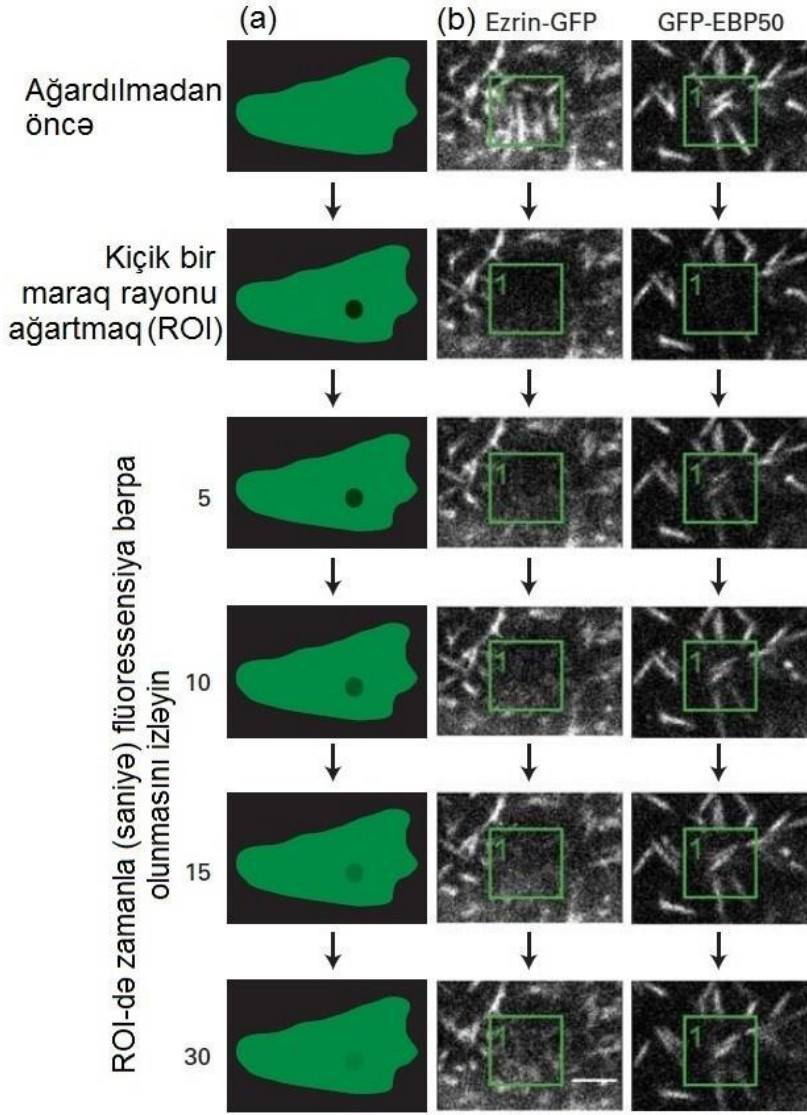 (a)
(b) Ezrin-GFP
GFP-EBP50
Ağardılmadan
öncə
1
1
Kiçik bir
maraq rayonu
ağartmaq (ROI)
1
1
ROI-də zamanla (saniyə) flüoressensiya bərpa
olunmasını izləyin
5
1
1
10
1
1
15
1
1
30
1
1